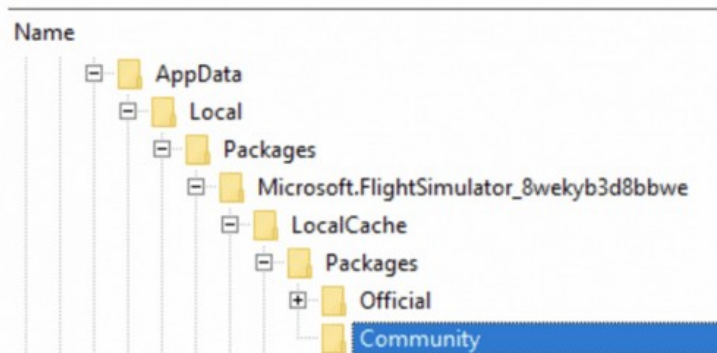 Name
AppData
Local
Packages
Microsoft.FlightSimulator_8wekyb3d8bbwe
LocalCache
Packages
Official
Community